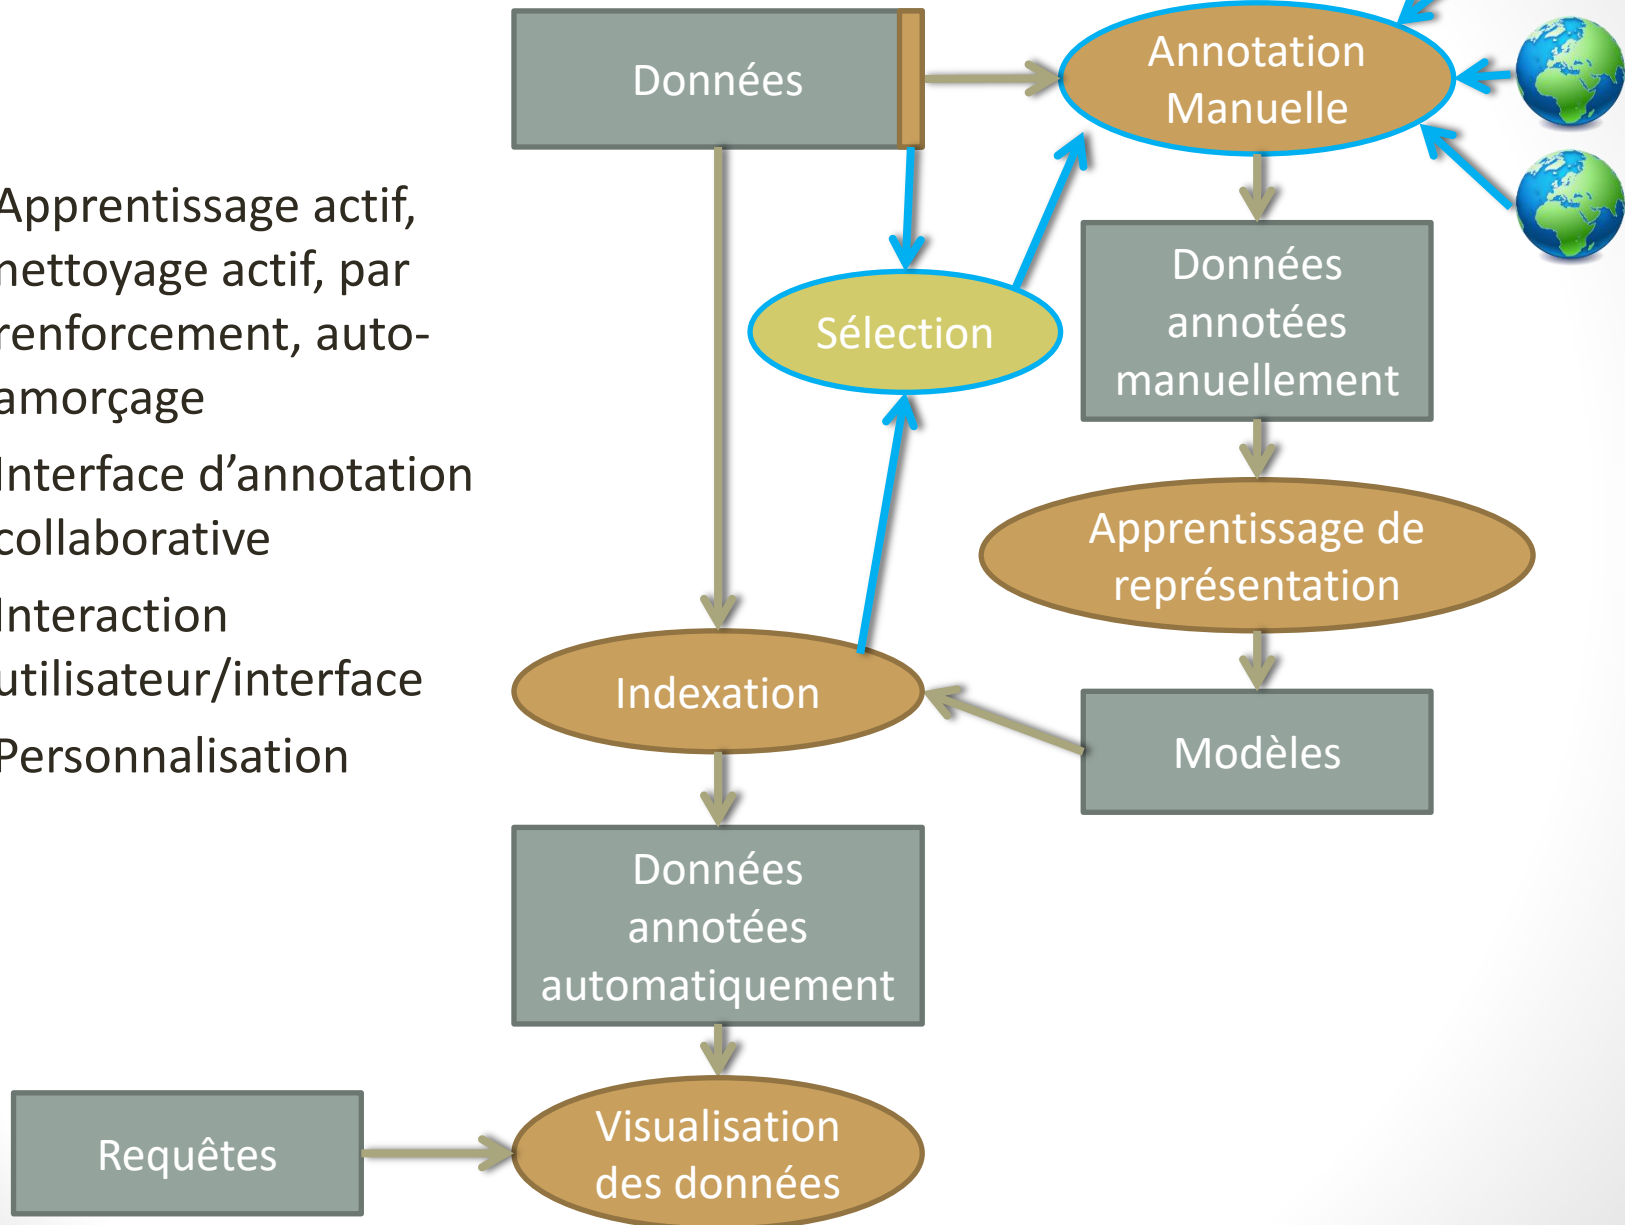 Données
Annotation
Manuelle
Apprentissage actif,
nettoyage actif, par
renforcement, auto-
amorçage
Interface d’annotation
collaborative
Interaction
utilisateur/interface
Personnalisation
Sélection
Données
annotées
manuellement
Apprentissage de
représentation
Indexation
Modèles
Données
annotées
automatiquement
Requêtes
Visualisation
des données